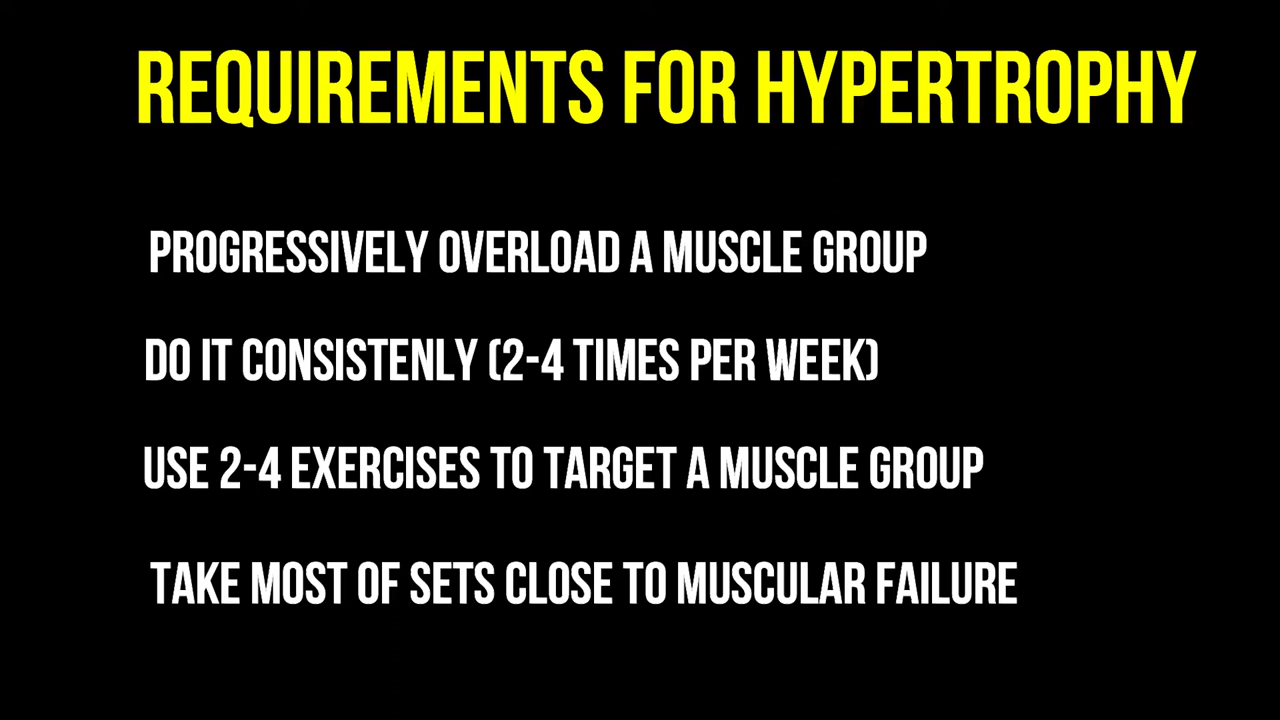 REQUIREMENTS FOR HYPERTROPHY
PROGRESSIVELY OVERLOAD A MUSCLE GROUP
DO IT CONSISTENLY (2-4 TIMES PER WEEK)
USE 2-4 EXERCISES TO TARGET A MUSCLE GROUP
TAKE MOST OF SETS CLOSE TO MUSCULAR FAILURE